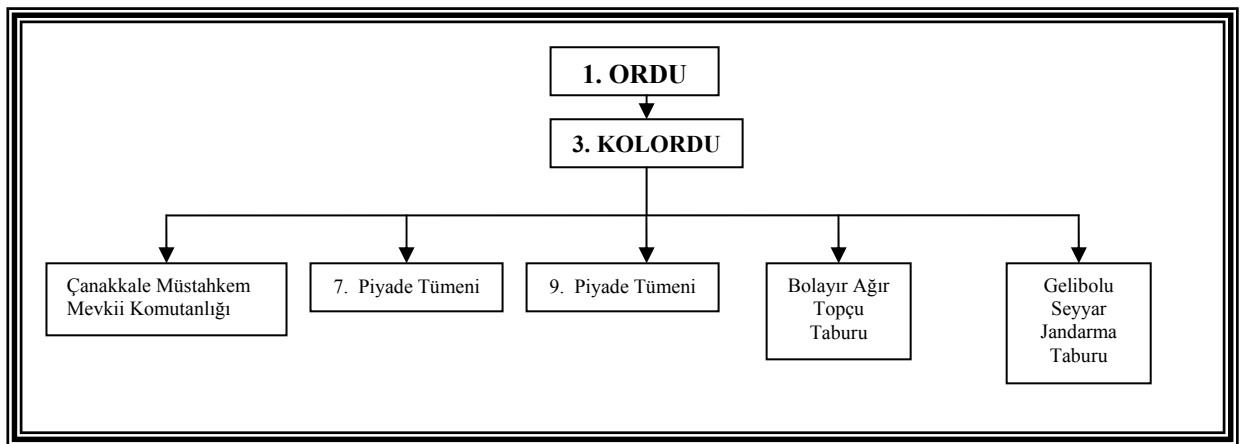 1. ORDU
3. KOLORDU
Çanakkale Müstahkem
Mevkii Komutanlığı
7. Piyade Tümeni
9. Piyade Tümeni
Bolayır Ağır
Topçu
Taburu
Gelibolu
Seyyar
Jandarma
Taburu